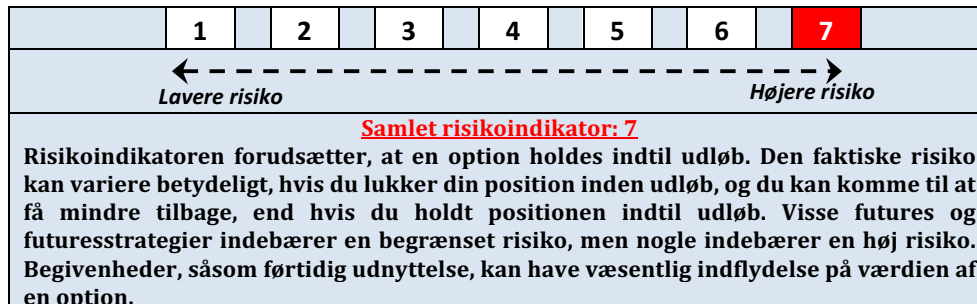 1 2 3 4 5 6 7
Lavere risiko Højere risiko
Samlet risikoindikator: 7
Risikoindikatoren forudsætter, at en option holdes indtil udløb. Den faktiske risiko
kan variere betydeligt, hvis du lukker din position inden udløb, og du kan komme til at
få mindre tilbage, end hvis du holdt positionen indtil udløb. Visse futures og
futuresstrategier indebærer en begrænset risiko, men nogle indebærer en høj risiko.
Begivenheder, såsom førtidig udnyttelse, kan have væsentlig indflydelse på værdien af
en option.